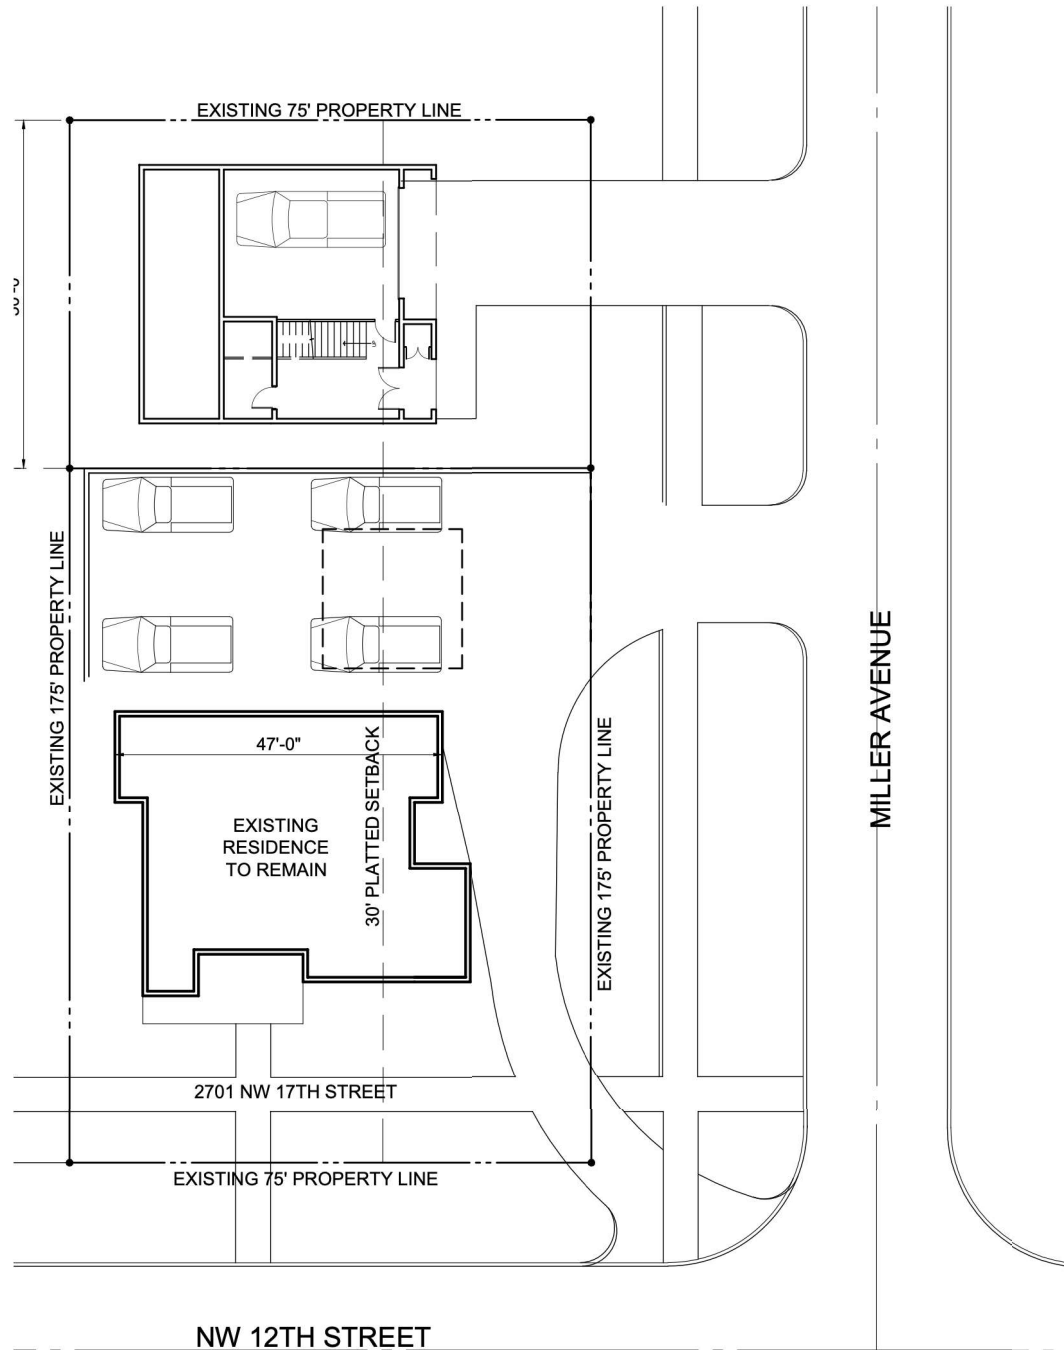 EXISTING 75' PROPERTY LINE
EXISTING 175' PROPERTY LINE
MILLER AVENUE
47'-0"
30' PLATTED SETBACK
EXISTING 175' PROPERTY LINE
EXISTING
RESIDENCE
TO REMAIN
2701 NW 17TH STREET
EXISTING 75' PROPERTY LINE
NW 12TH STREET